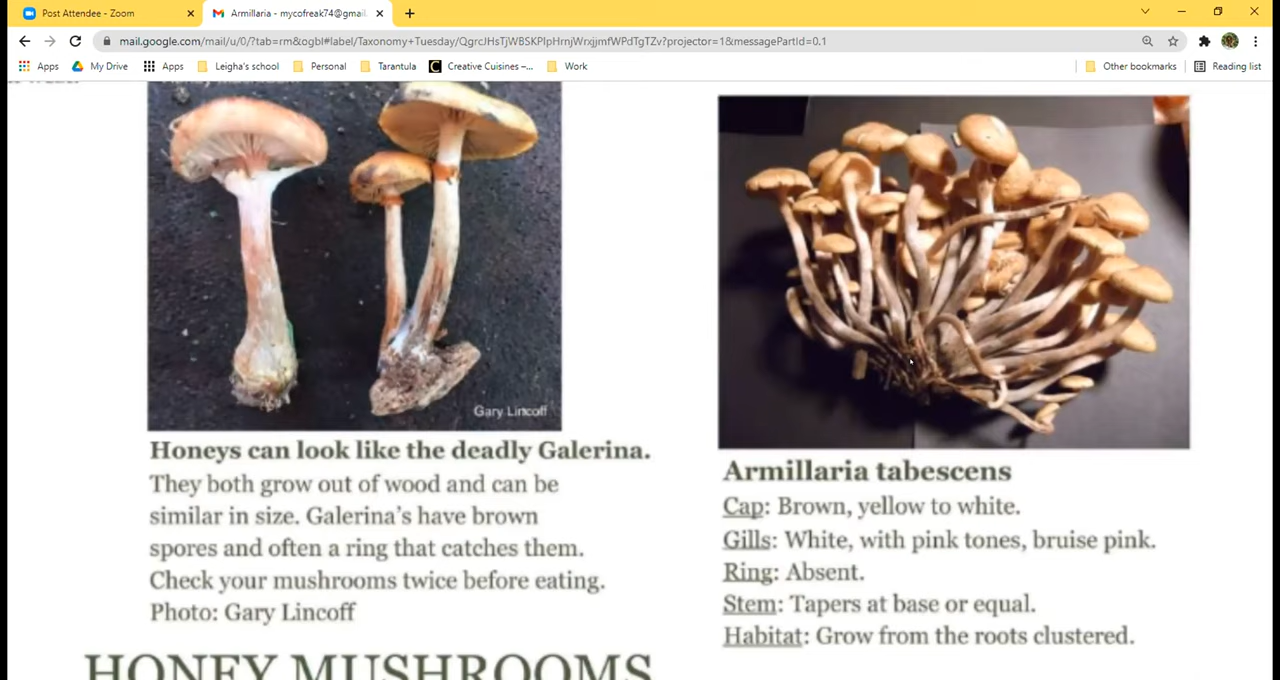 Post Attendee - Zoom
Armillaria - mycofreak74@gmai
mail.google.com/mail/u/0/?tab=rm&ogbl#label/Taxonomy+Tuesday/QgrcJHsTjWBSKPlpHrnjWrxjjmfWPdTgTZv?projector=1&messagePartId=0.1
Apps My Drive Apps Leigha's school Personal Tarantula Creative Cuisines –... Work Other bookmarks Reading list
Gary Lincoff
Honeys can look like the deadly Galerina.
They both grow out of wood and can be
similar in size. Galerina's have brown
spores and often a ring that catches them.
Check your mushrooms twice before eating.
Photo: Gary Lincoff
HONEY MUSHROOMS
Armillaria tabescens
Cap: Brown, yellow to white.
Gills: White, with pink tones, bruise pink.
Ring: Absent.
Stem: Tapers at base or equal.
Habitat: Grow from the roots clustered.